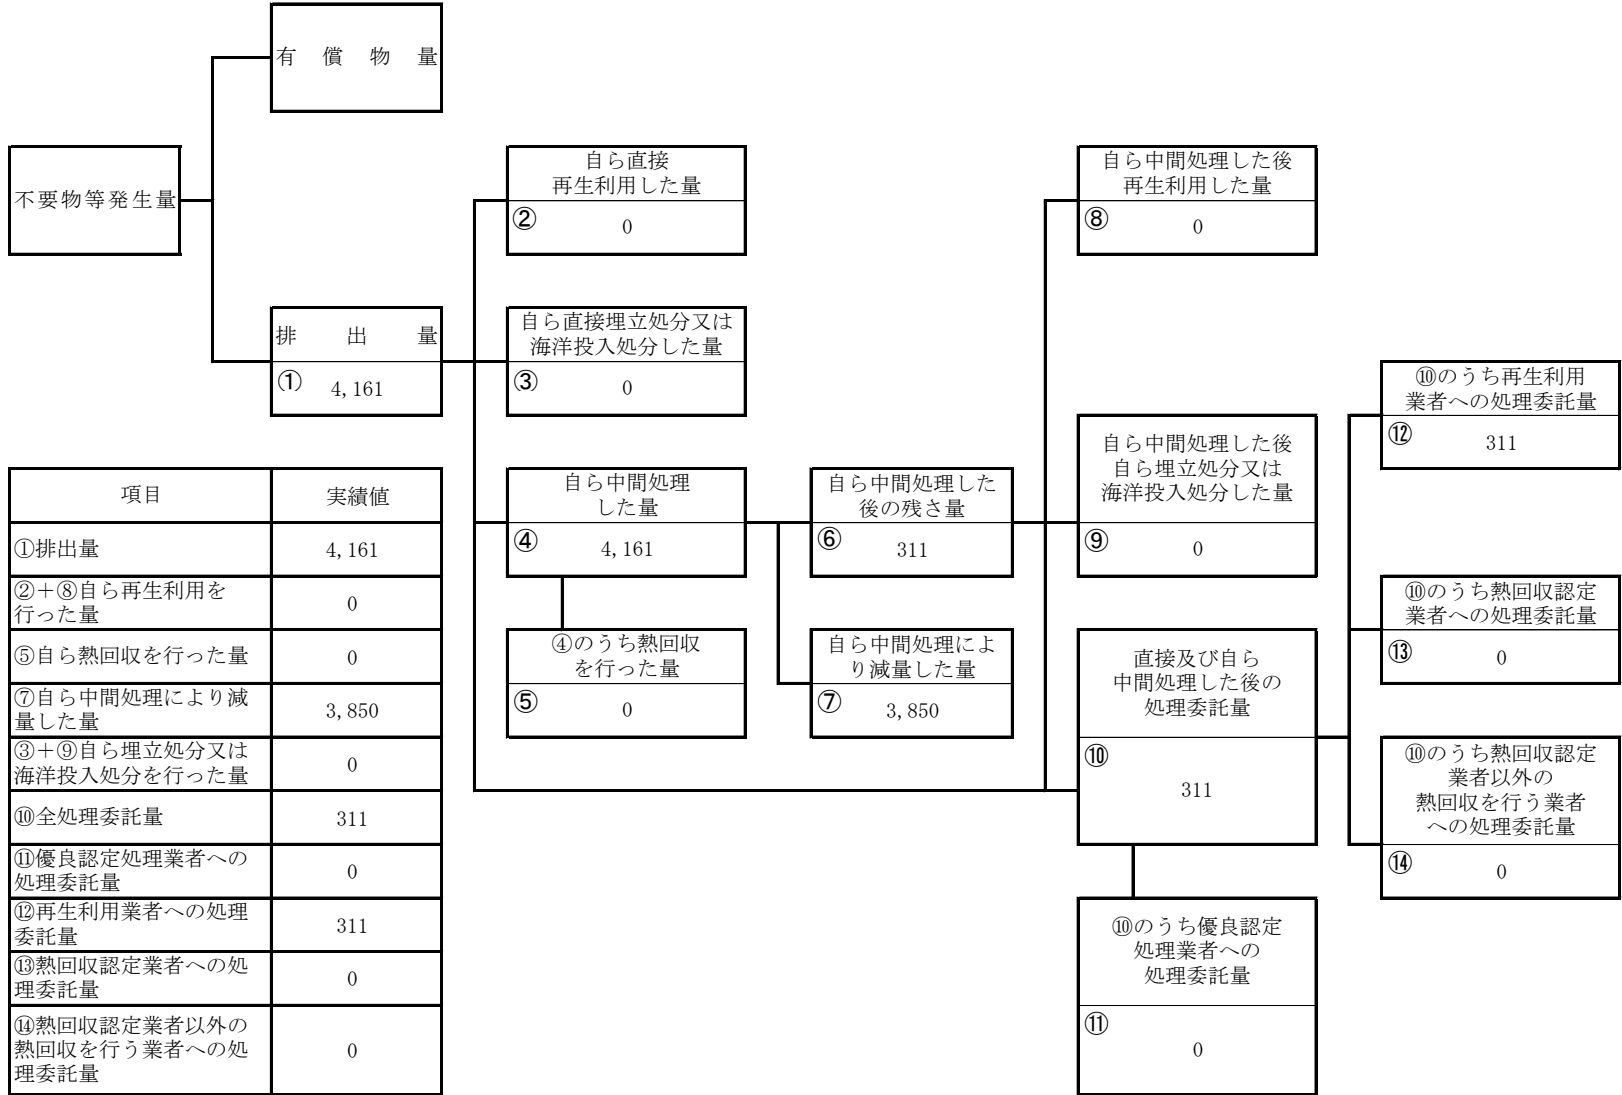 有償物量
不要物等発生量
排出量
① 4,161
自ら直接
再生利用した量
② 0
自ら直接埋立処分又は
海洋投入処分した量
③ 0
自ら中間処理
した量
④ 4,161
④のうち熱回収
を行った量
⑤ 0
自ら中間処理した
後の残さ量
⑥ 311
自ら中間処理によ
り減量した量
⑦ 3,850
自ら中間処理した後
再生利用した量
⑧ 0
自ら中間処理した後
自ら埋立処分又は
海洋投入処分した量
⑨ 0
直接及び自ら
中間処理した後の
処理委託量
⑩
311
⑩のうち優良認定
処理業者への
処理委託量
⑪
0
⑩のうち再生利用
業者への処理委託量
⑫ 311
⑩のうち熱回収認定
業者への処理委託量
⑬ 0
⑩のうち熱回収認定
業者以外の
熱回収を行う業者
への処理委託量
⑭ 0
項目 実績値
①排出量 4,161
②+⑧自ら再生利用を
行った量 0
⑤自ら熱回収を行った量 0
⑦自ら中間処理により減
量した量 3,850
③+⑨自ら埋立処分又は
海洋投入処分を行った量 0
⑩全処理委託量 311
⑪優良認定処理業者への
処理委託量 0
⑫再生利用業者への処理
委託量 311
⑬熱回収認定業者への処
理委託量 0
⑭熱回収認定業者以外の
熱回収を行う業者への処
理委託量 0